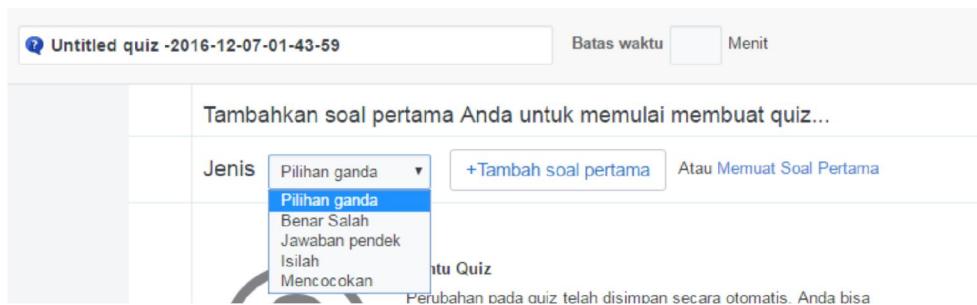 Untitled quiz -2016-12-07-01-43-59
Batas waktu Menit
Tambahkan soal pertama Anda untuk memulai membuat quiz...
Jenis Pilihan ganda +Tambah soal pertama Atau Memuat Soal Pertama
Pilihan ganda
Benar Salah
Jawaban pendek
Isilah
Mencocokan
Quiz
Perubahan pada quiz telah disimpan secara otomatis. Anda bisa